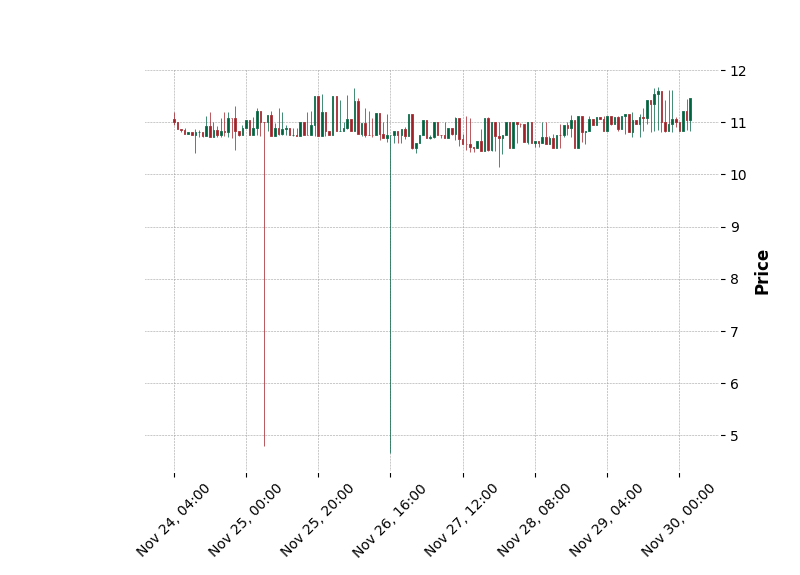 12
11
10
9
8
7
6
5
Price
Nov 24, 04:00
Nov 25, 00:00
Nov 25, 20:00
Nov 26, 16:00
Nov 27, 12:00
Nov 28, 08:00
Nov 29, 04:00
Nov 30, 00:00